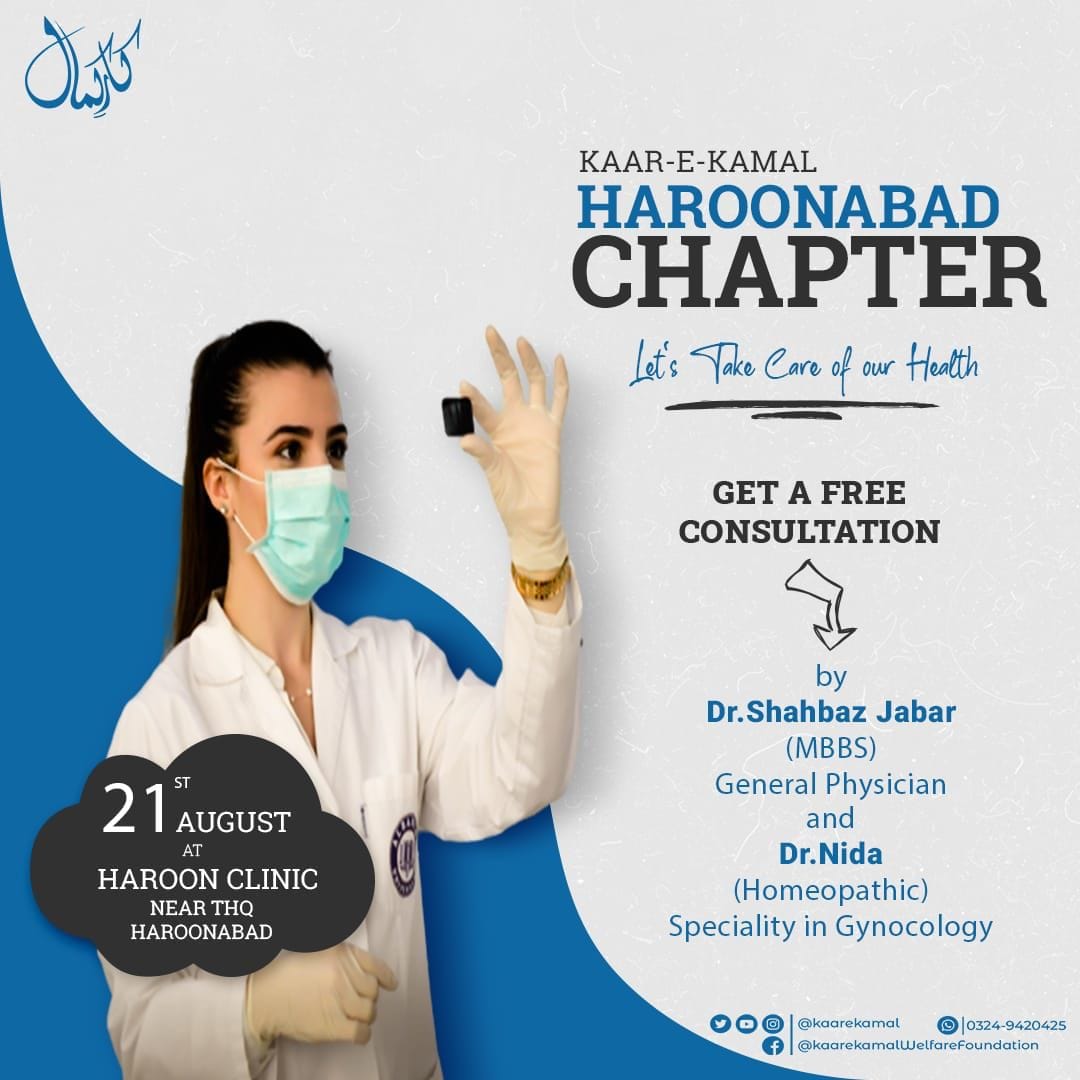 کارِکمال
KAAR-E-KAMAL
HAROONABAD
CHAPTER
Let's Take Care of our Health
GET A FREE
CONSULTATION
by
Dr.Shahbaz Jabar
(MBBS)
General Physician
and
Dr.Nida
(Homeopathic)
Speciality in Gynocology
21ST AUGUST
AT
HAROON CLINIC
NEAR THQ
HAROONABAD
@kaarekamal
0324-9420425
@kaarekamalWelfareFoundation